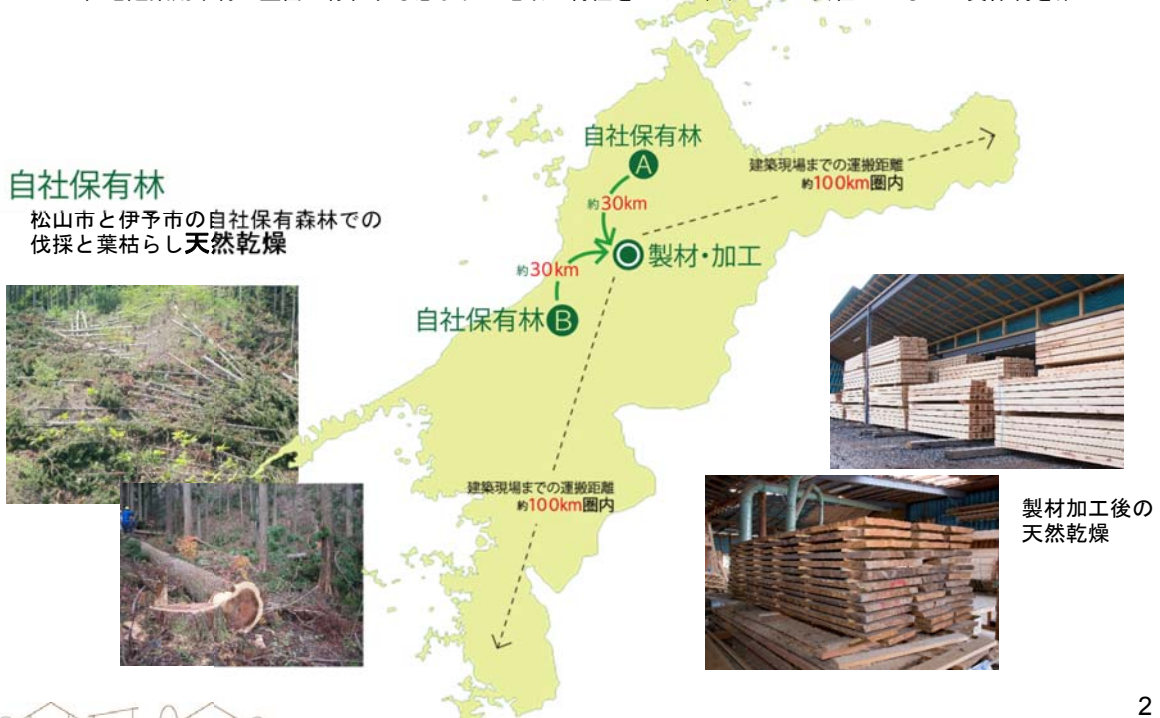 自社保有林
松山市と伊予市の自社保有森林での
伐採と葉枯らし天然乾燥
自社保有林
A
約30km
建築現場までの運搬距離
約100km圏内
製材・加工
約30km
自社保有林B
建築現場までの運搬距離
約100km圏内
製材加工後の
天然乾燥
2